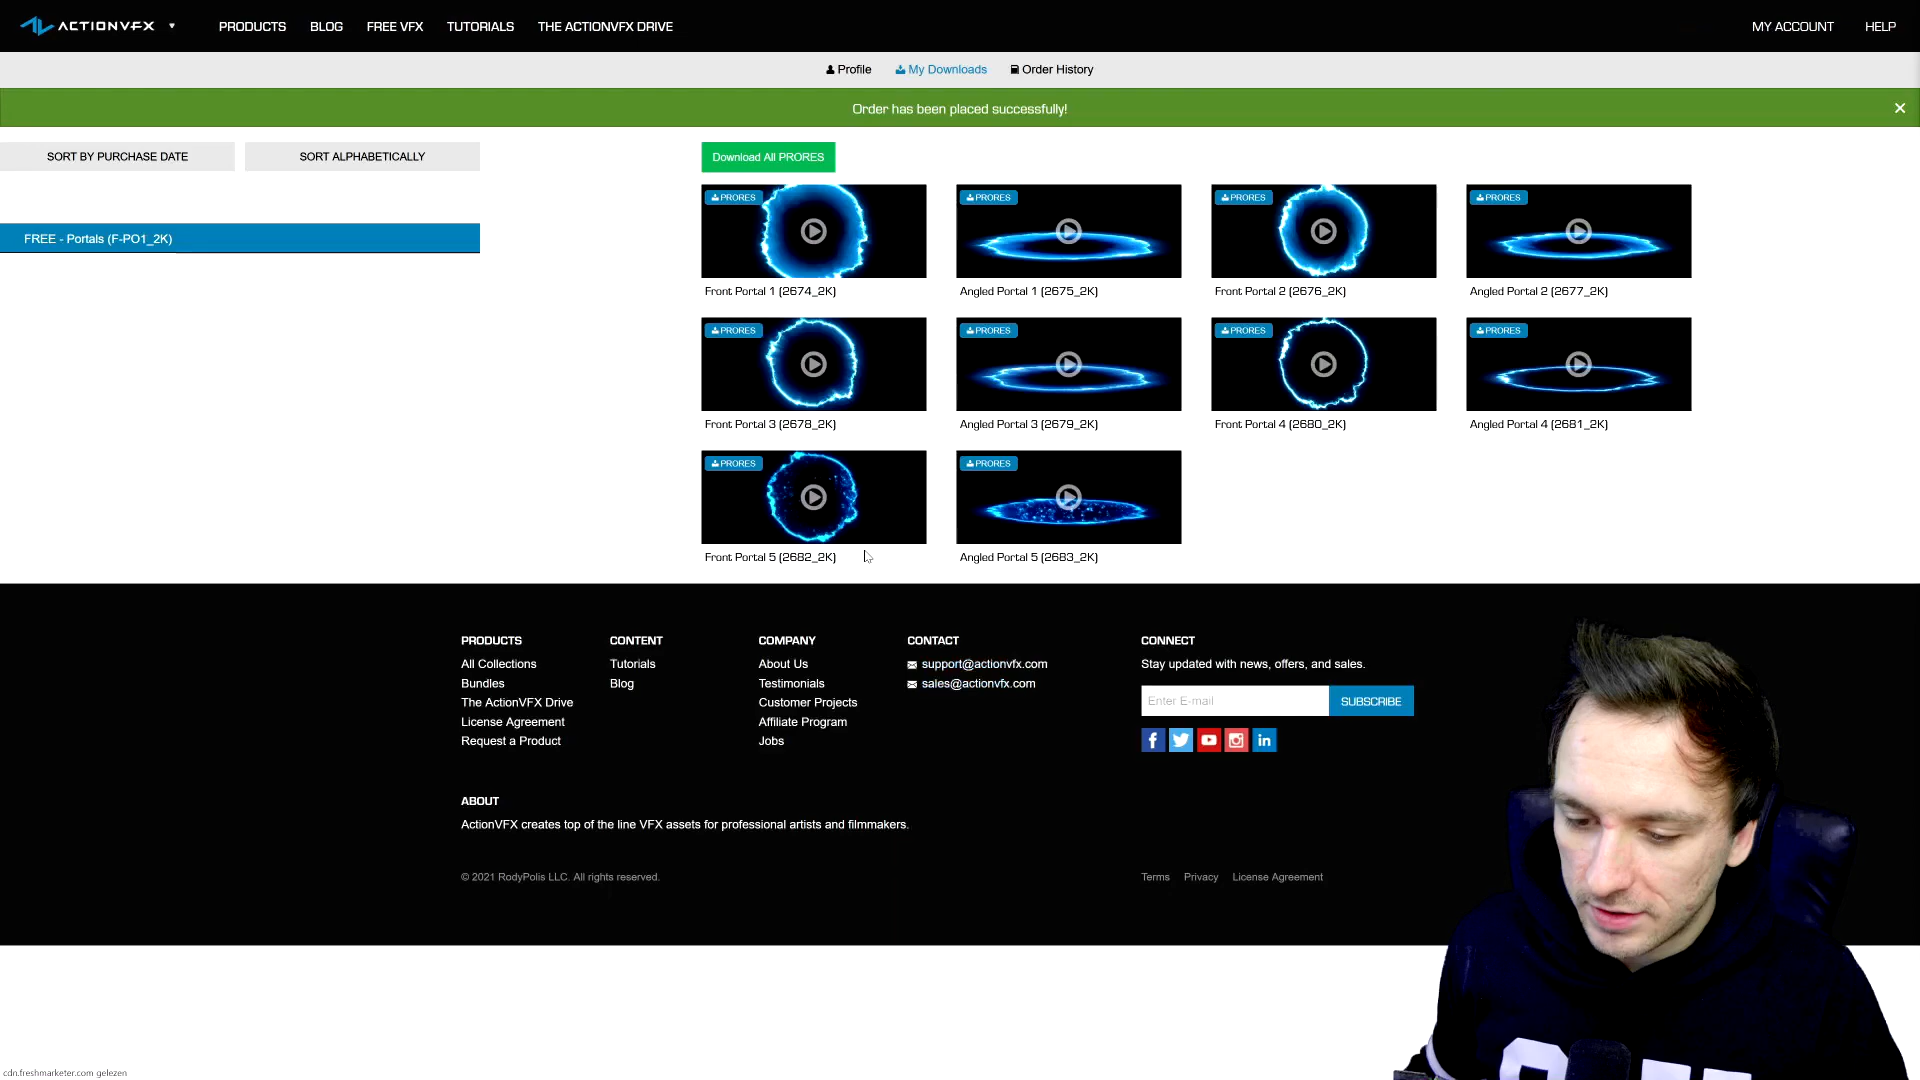 ACTIONVFX
PRODUCTS BLOG FREE VFX TUTORIALS THE ACTIONVFX DRIVE MY ACCOUNT HELP
Profile My Downloads Order History
Order has been placed successfully!
SORT BY PURCHASE DATE SORT ALPHABETICALLY
Download All PRORES
FREE - Portals (F-PO1_2K)
PRORES PRORES PRORES PRORES
Front Portal 1 (2674_2K) Angled Portal 1 (2675_2K) Front Portal 2 (2676_2K) Angled Portal 2 (2677_2K)
PRORES PRORES PRORES PRORES
Front Portal 3 (2678_2K) Angled Portal 3 (2679_2K) Front Portal 4 (2680_2K) Angled Portal 4 (2681_2K)
PRORES PRORES
Front Portal 5 (2682_2K) Angled Portal 5 (2683_2K)
PRODUCTS
All Collections
Bundles
The ActionVFX Drive
License Agreement
Request a Product
CONTENT
Tutorials
Blog
COMPANY
About Us
Testimonials
Customer Projects
Affiliate Program
Jobs
CONTACT
support@actionvfx.com
sales@actionvfx.com
CONNECT
Stay updated with news, offers, and sales.
Enter E-mail SUBSCRIBE
ABOUT
ActionVFX creates top of the line VFX assets for professional artists and filmmakers.
© 2021 RodyPolis LLC. All rights reserved.
Terms Privacy License Agreement
cdn.freshmarketer.com gelezen